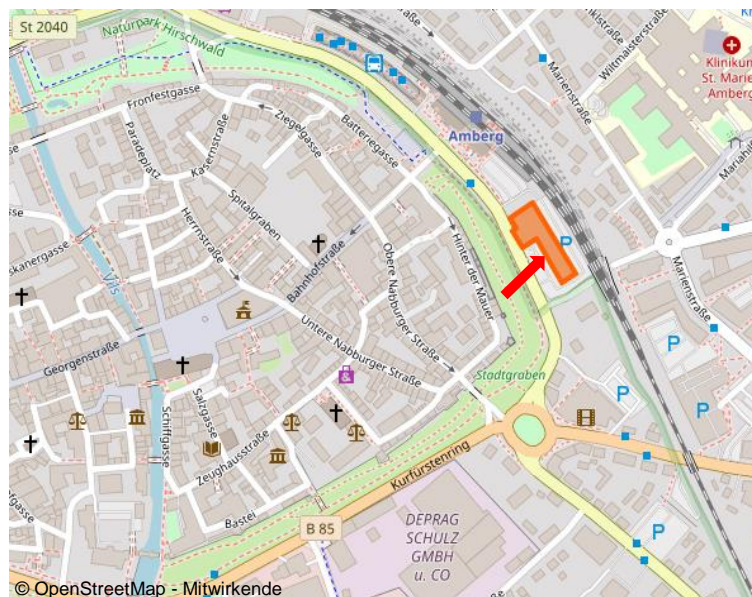 St 2040
Naturpark Hirschwald
Fronfestgasse
Paradeplatz
Kasernstraße
Ziegelgasse
Batteriegasse
Spitalgraben
Herrnstraße
Bahnhofstraße
Obere Nabburger Straße
Hinter der Mauer
Amberg
Marienstraße
Wiltmaisterstraße
Klinikum
St. Marien
Amberg
P
Marienstraße
Vils
Georgenstraße
Untere Nabburger Straße
Stadtgraben
P
P
Schiffgasse
Salzgasse
Zeughausstraße
Bastei
Kurfürstenring
B 85
DEPRAG
SCHULZ
GMBH
u. CO
P
© OpenStreetMap - Mitwirkende